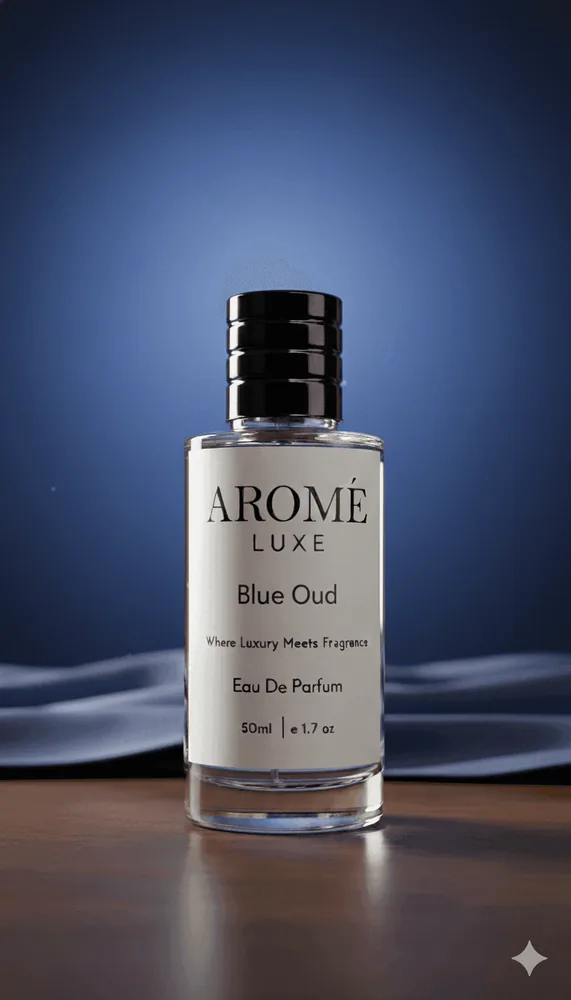 AROMÉ
LUXE
Blue Oud
Where Luxury Meets Fragrance
Eau De Parfum
50ml | e 1.7 oz